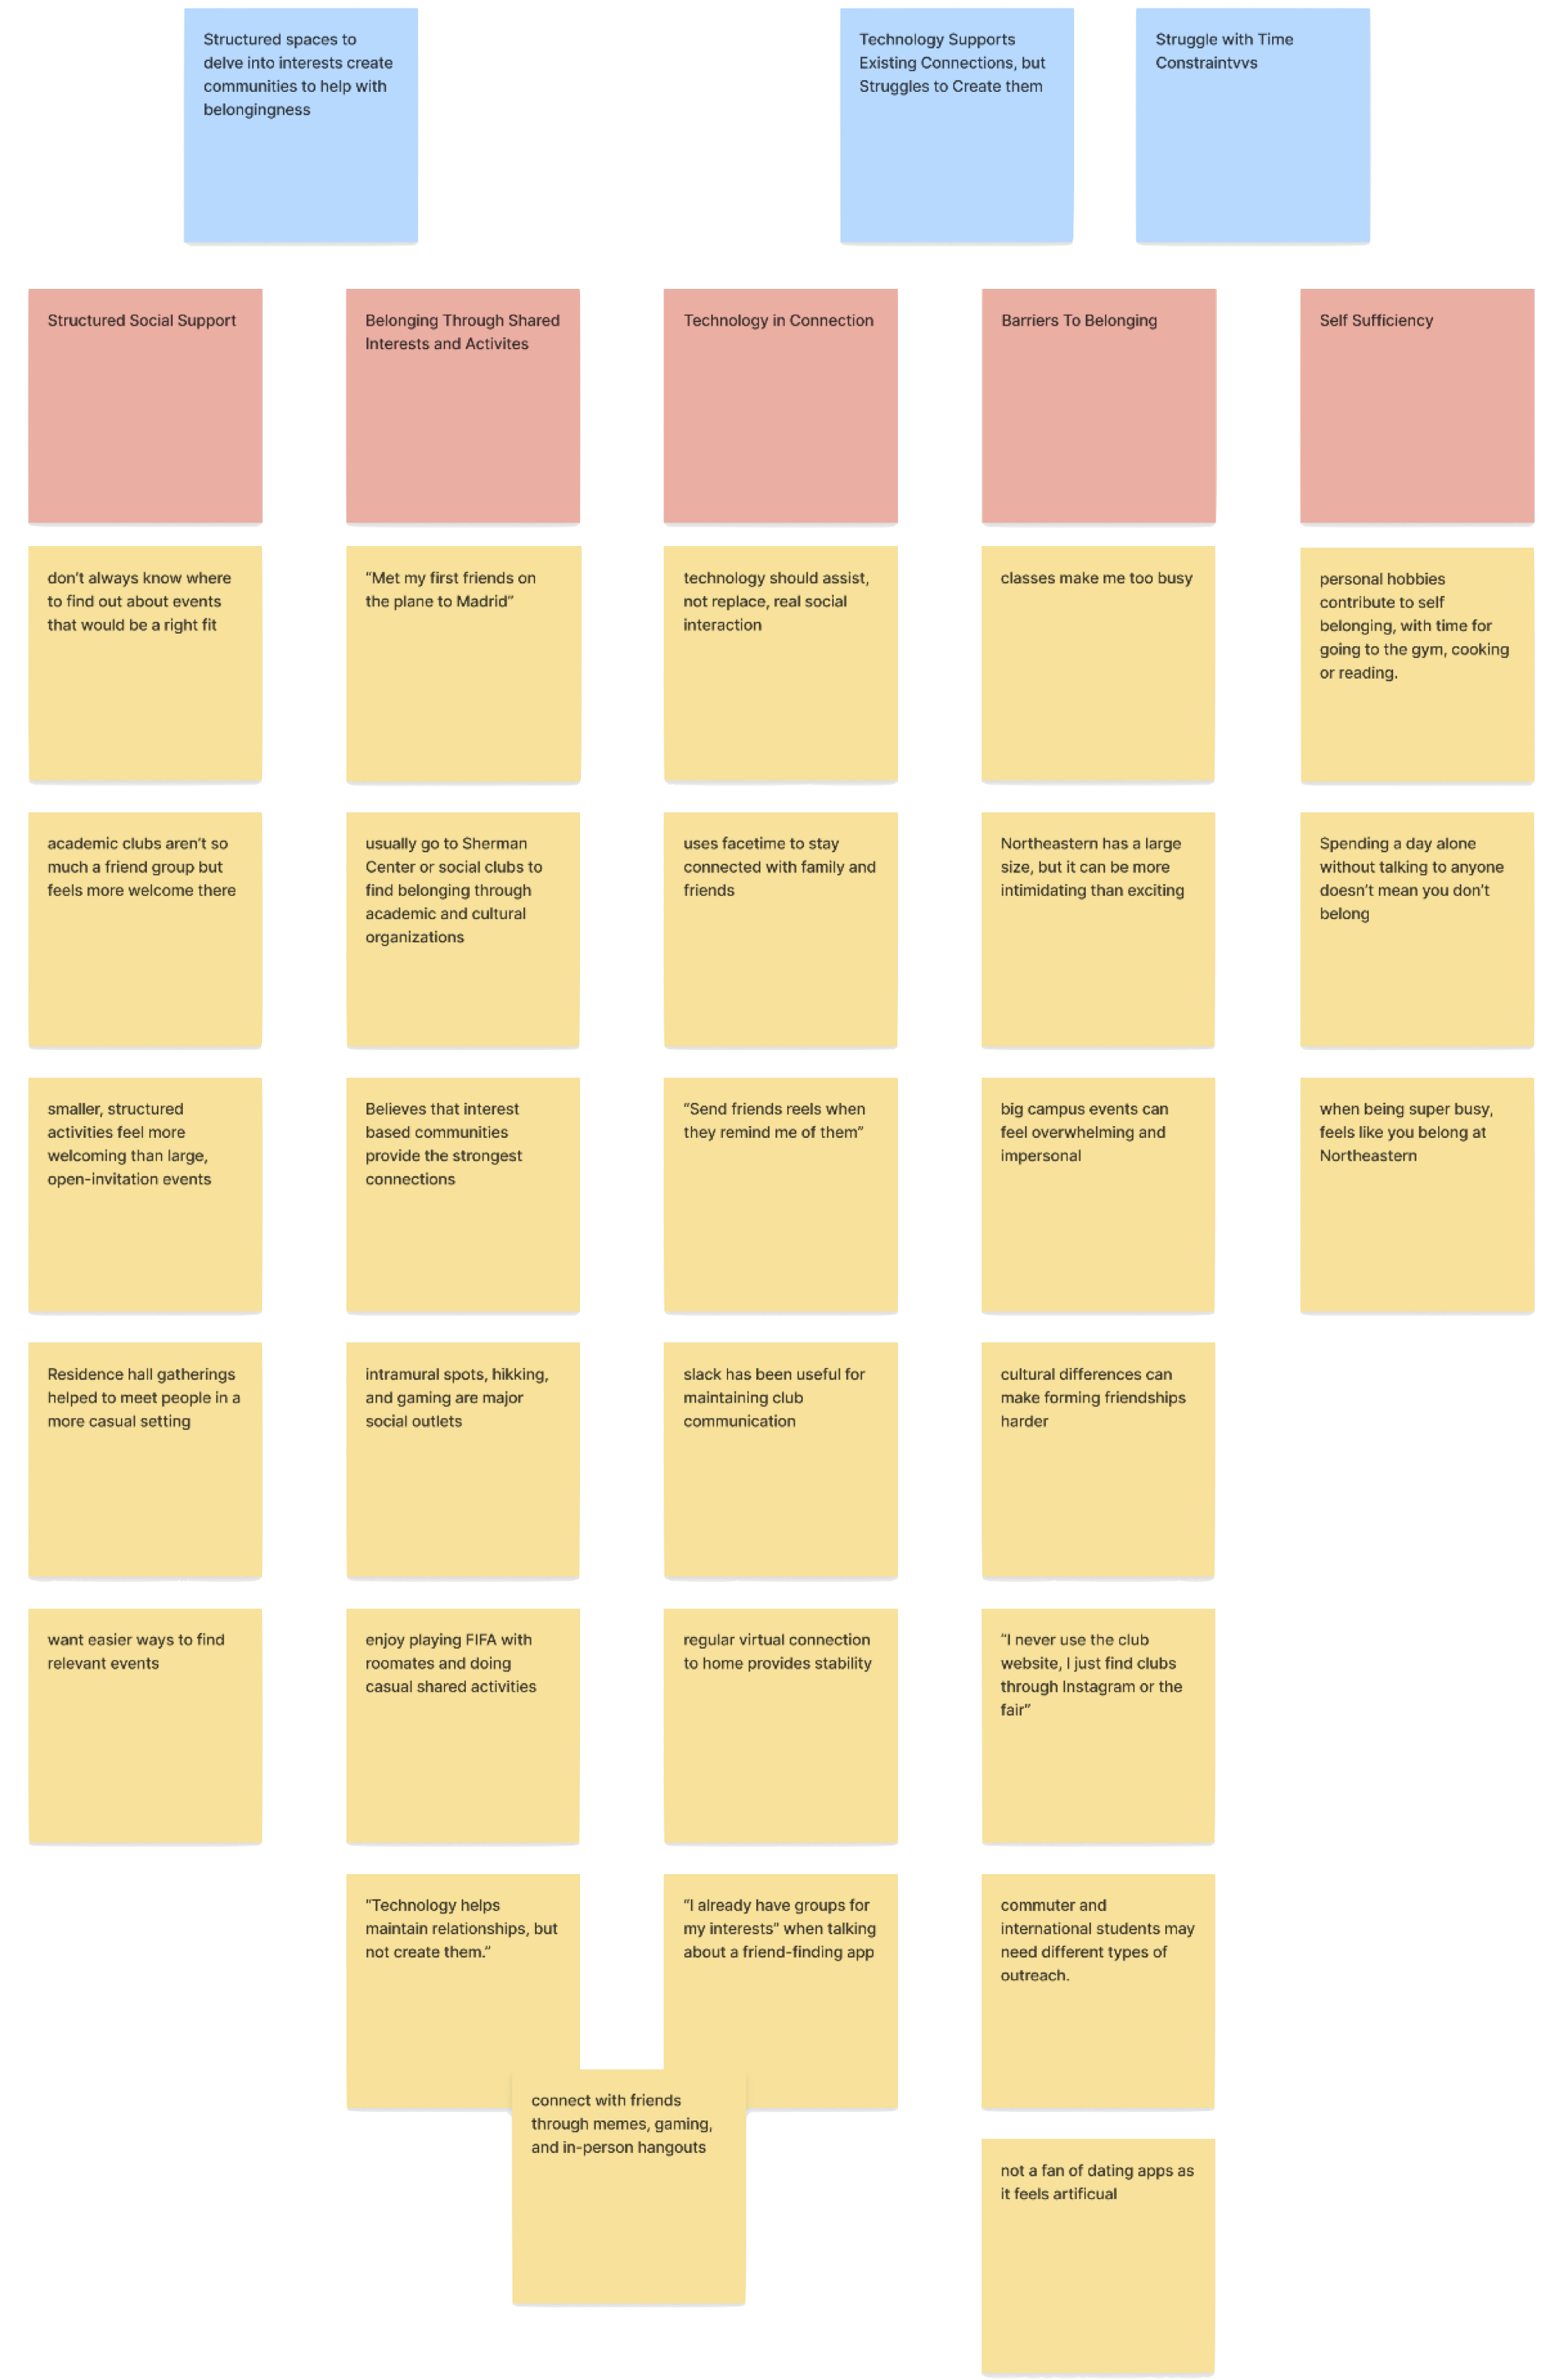 Structured spaces to
delve into interests create
communities to help with
belongingness
Technology Supports
Existing Connections, but
Struggles to Create them
Struggle with Time
Constraintvvs
Structured Social Support
Belonging Through Shared
Interests and Activites
Technology in Connection
Barriers To Belonging
Self Sufficiency
don't always know where
to find out about events
that would be a right fit
academic clubs aren't so
much a friend group but
feels more welcome there
smaller, structured
activities feel more
welcoming than large,
open-invitation events
Residence hall gatherings
helped to meet people in a
more casual setting
want easier ways to find
relevant events
“Met my first friends on
the plane to Madrid”
usually go to Sherman
Center or social clubs to
find belonging through
academic and cultural
organizations
Believes that interest
based communities
provide the strongest
connections
intramural spots, hikking,
and gaming are major
social outlets
enjoy playing FIFA with
roomates and doing
casual shared activities
"Technology helps
maintain relationships, but
not create them."
connect with friends
through memes, gaming,
and in-person hangouts
technology should assist,
not replace, real social
interaction
uses facetime to stay
connected with family and
friends
“Send friends reels when
they remind me of them”
slack has been useful for
maintaining club
communication
regular virtual connection
to home provides stability
“I already have groups for
my interests” when talking
about a friend-finding app
classes make me too busy
Northeastern has a large
size, but it can be more
intimidating than exciting
big campus events can
feel overwhelming and
impersonal
cultural differences can
make forming friendships
harder
“I never use the club
website, I just find clubs
through Instagram or the
fair”
commuter and
international students may
need different types of
outreach.
not a fan of dating apps as
it feels artificual
personal hobbies
contribute to self
belonging, with time for
going to the gym, cooking
or reading.
Spending a day alone
without talking to anyone
doesn't mean you don't
belong
when being super busy,
feels like you belong at
Northeastern